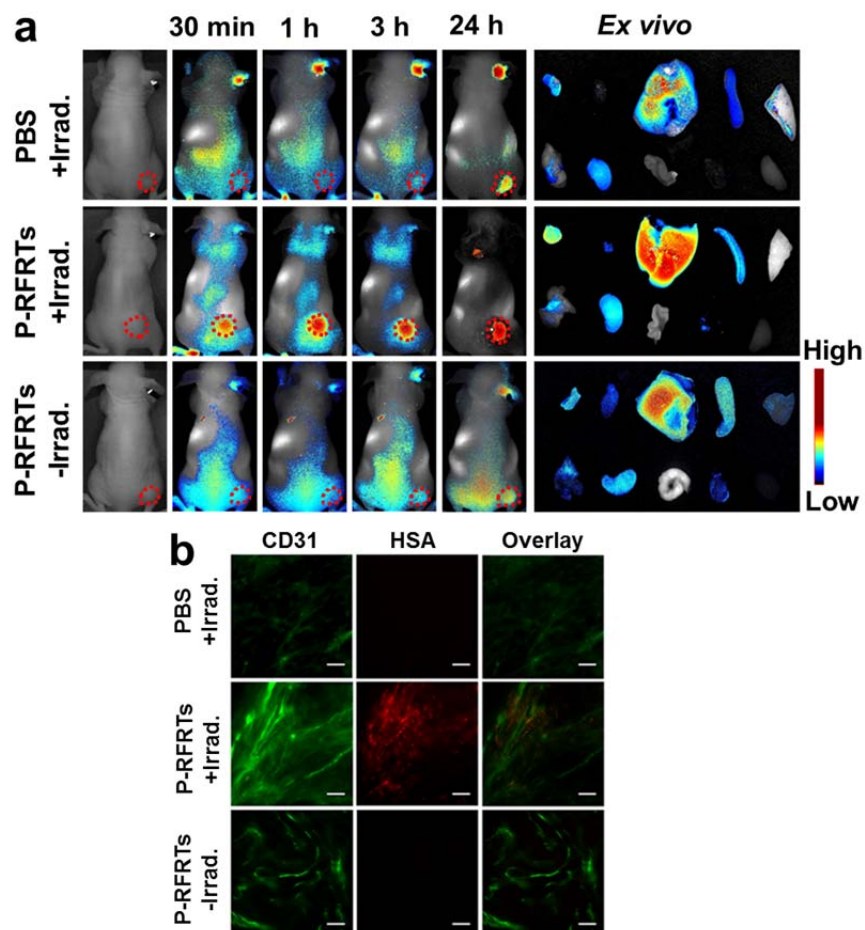 a
30 min 1 h 3 h 24 h Ex vivo
PBS
+Irrad.
P-RFRTs
+Irrad.
P-RFRTs
-Irrad.
High
Low
b
CD31 HSA Overlay
PBS
+Irrad.
P-RFRTs
+Irrad.
P-RFRTs
-Irrad.